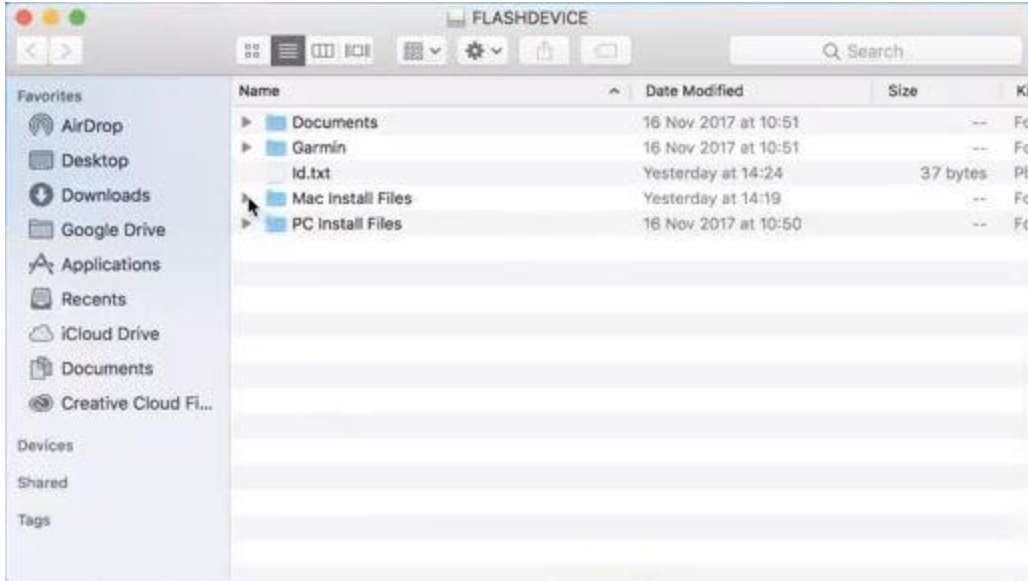 FLASHDEVICE
Search
Favorites
AirDrop
Desktop
Downloads
Google Drive
Applications
Recents
iCloud Drive
Documents
Creative Cloud Fi...
Devices
Shared
Tags
Name Date Modified Size
Documents 16 Nov 2017 at 10:51 --
Garmin 16 Nov 2017 at 10:51 --
Id.txt Yesterday at 14:24 37 bytes
Mac Install Files Yesterday at 14:19 --
PC Install Files 16 Nov 2017 at 10:50 --